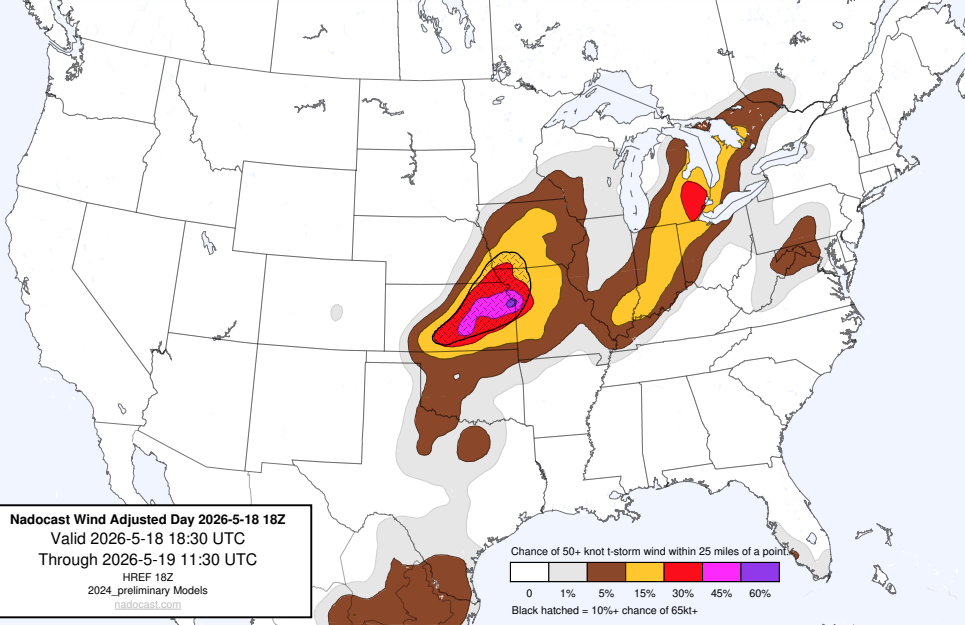 Nadocast Wind Adjusted Day 2026-5-18 18Z
Valid 2026-5-18 18:30 UTC
Through 2026-5-19 11:30 UTC
HREF 18Z
2024_preliminary Models
nadocast.com
Chance of 50+ knot t-storm wind within 25 miles of a point.
0 1% 5% 15% 30% 45% 60%
Black hatched = 10%+ chance of 65kt+